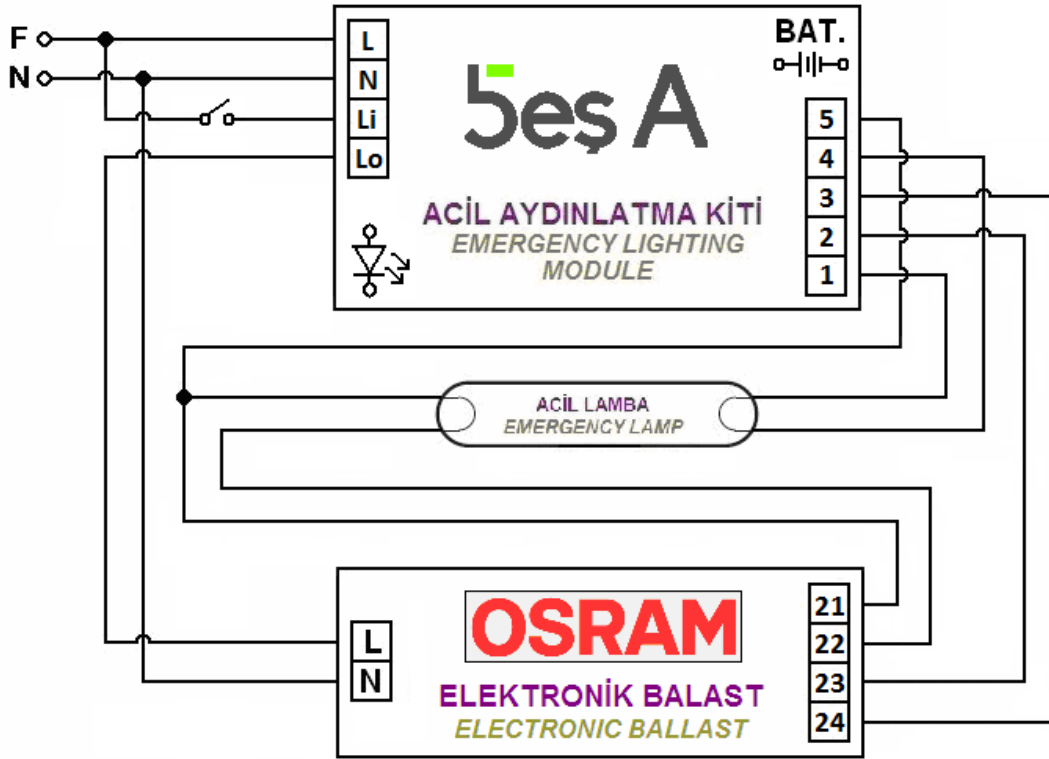 F
N
L
N
Li
Lo
beş A
BAT.
5
4
3
2
1
ACİL AYDINLATMA KİTİ
EMERGENCY LIGHTING
MODULE
ACİL LAMBA
EMERGENCY LAMP
L
N
OSRAM
ELEKTRONİK BALAST
ELECTRONIC BALLAST
21
22
23
24